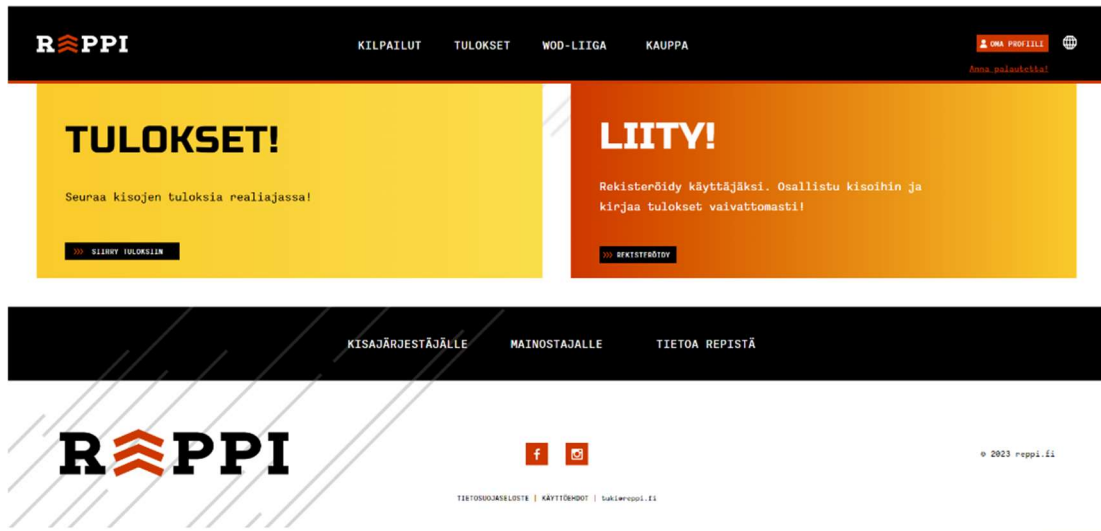 REPPI
KILPAILUT TULOKSET WOD-LIIGA KAUPPA
OMA PROFIILI
Anna palautetta!
TULOKSET!
Seuraa kisojen tuloksia realiajassa!
SIIRRY TULOKSIIN
LIITY!
Rekisteröidy käyttäjäksi. Osallistu kisoihin ja
kirjaa tulokset vaivattomasti!
REKISTERÖIDY
KISAJÄRJESTÄJÄLLE MAINOSTAJALLE TIETOA REPISTÄ
REPPI
© 2023 reppi.fi
TIETOSUOJASELOSTE | KÄYTTÖEHDOT | tuki@reppi.fi